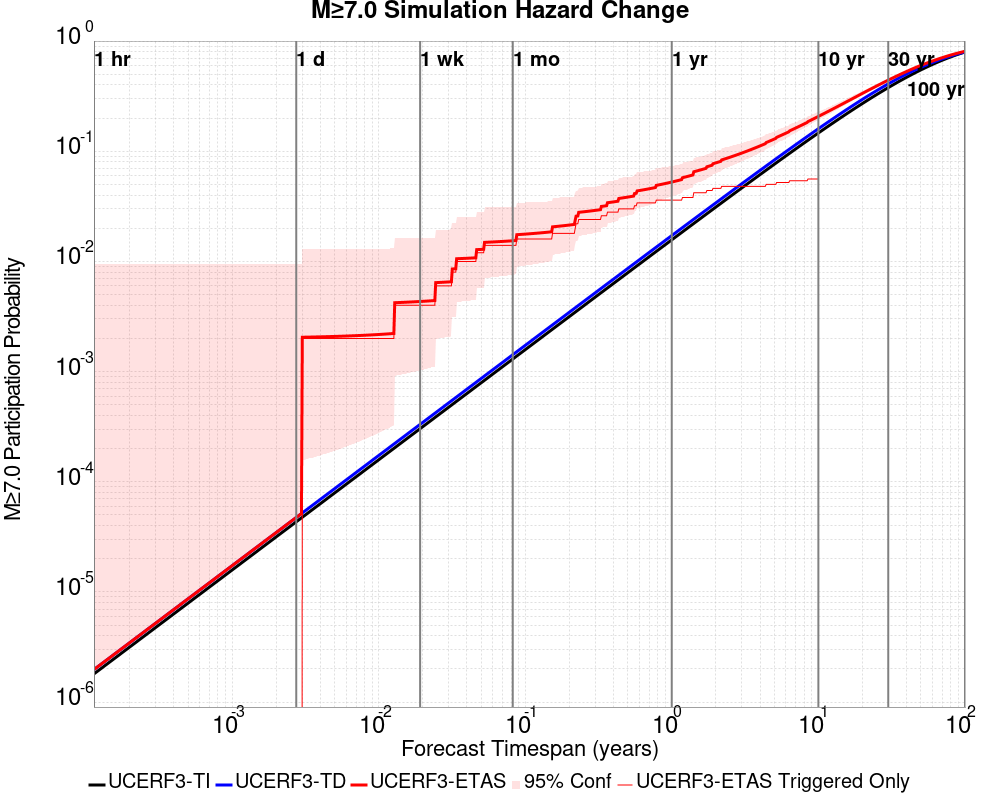 M≥7.0 Simulation Hazard Change
M≥7.0 Participation Probability
10^0
10^-1
10^-2
10^-3
10^-4
10^-5
10^-6
1 hr
1 d
1 wk
1 mo
1 yr
10 yr
30 yr
100 yr
10^-3
10^-2
10^-1
10^0
10^1
10^2
Forecast Timespan (years)
UCERF3-TI
UCERF3-TD
UCERF3-ETAS
95% Conf
UCERF3-ETAS Triggered Only